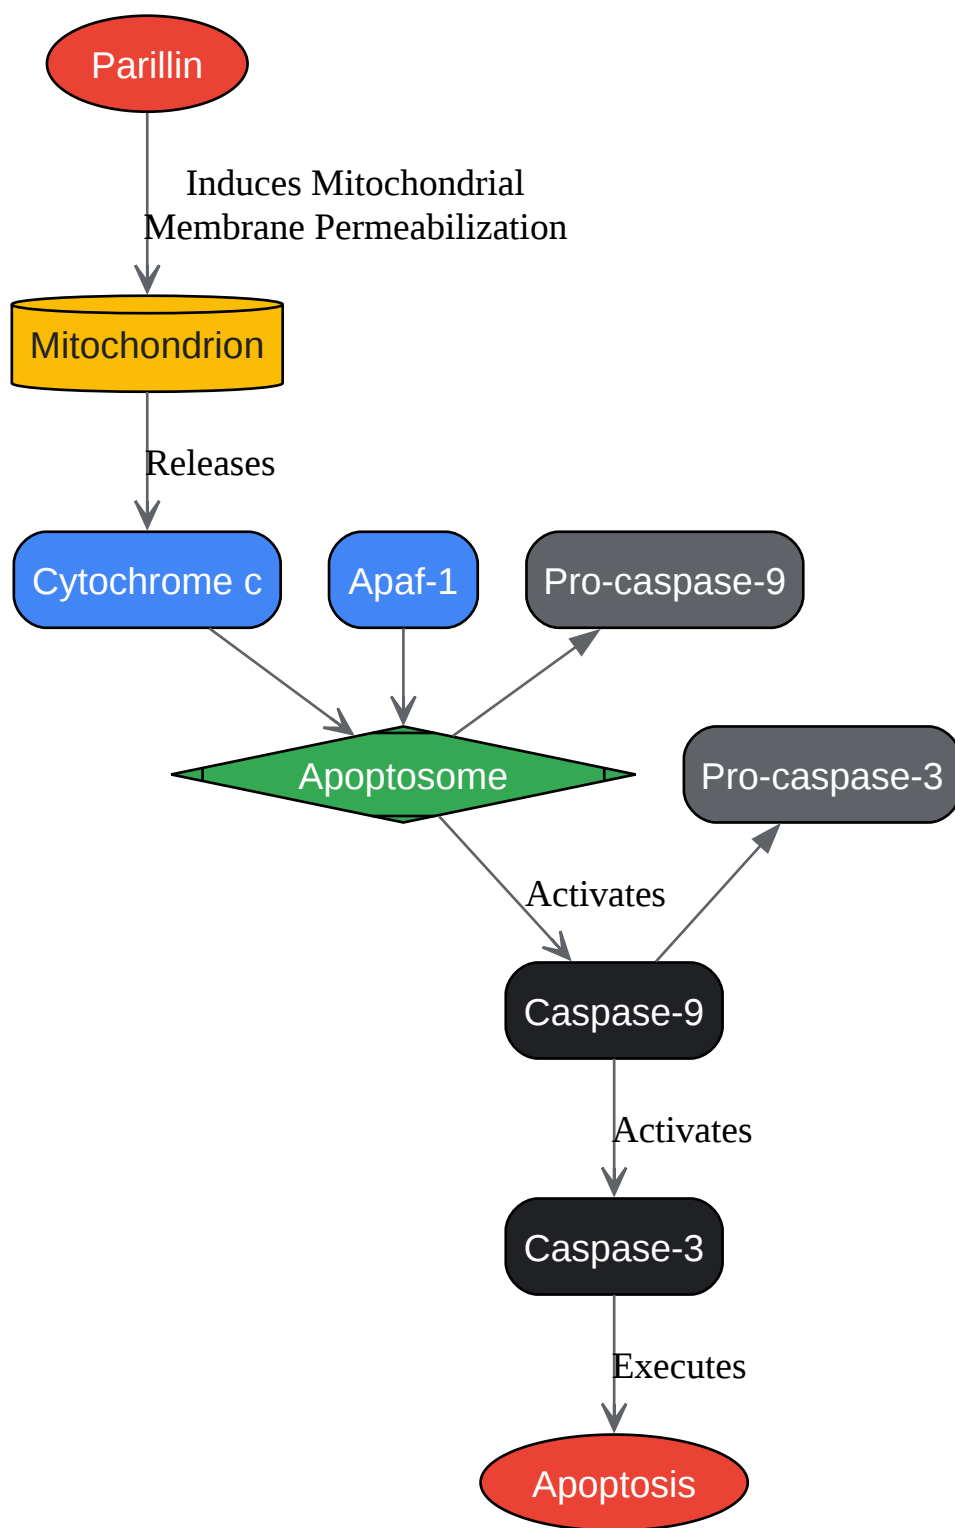 Parillin
Induces Mitochondrial
Membrane Permeabilization
Mitochondrion
Releases
Cytochrome c
Apaf-1
Pro-caspase-9
Apoptosome
Pro-caspase-3
Activates
Caspase-9
Activates
Caspase-3
Executes
Apoptosis